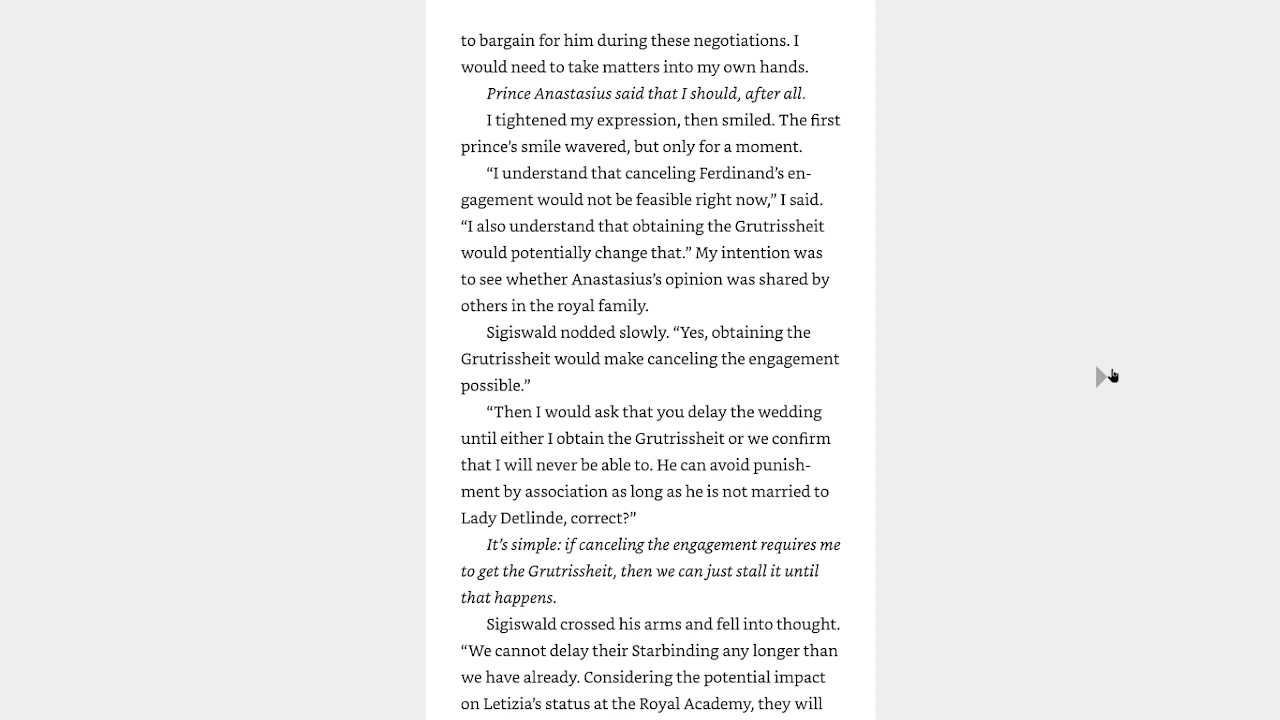 to bargain for him during these negotiations. I
would need to take matters into my own hands.
Prince Anastasius said that I should, after all.
I tightened my expression, then smiled. The first
prince’s smile wavered, but only for a moment.
“I understand that canceling Ferdinand’s en-
gagement would not be feasible right now,” I said.
“I also understand that obtaining the Grutrissheit
would potentially change that.” My intention was
to see whether Anastasius’s opinion was shared by
others in the royal family.
Sigiswald nodded slowly. “Yes, obtaining the
Grutrissheit would make canceling the engagement
possible.”
“Then I would ask that you delay the wedding
until either I obtain the Grutrissheit or we confirm
that I will never be able to. He can avoid punish-
ment by association as long as he is not married to
Lady Detlinde, correct?”
It’s simple: if canceling the engagement requires me
to get the Grutrissheit, then we can just stall it until
that happens.
Sigiswald crossed his arms and fell into thought.
“We cannot delay their Starbinding any longer than
we have already. Considering the potential impact
on Letizia’s status at the Royal Academy, they will